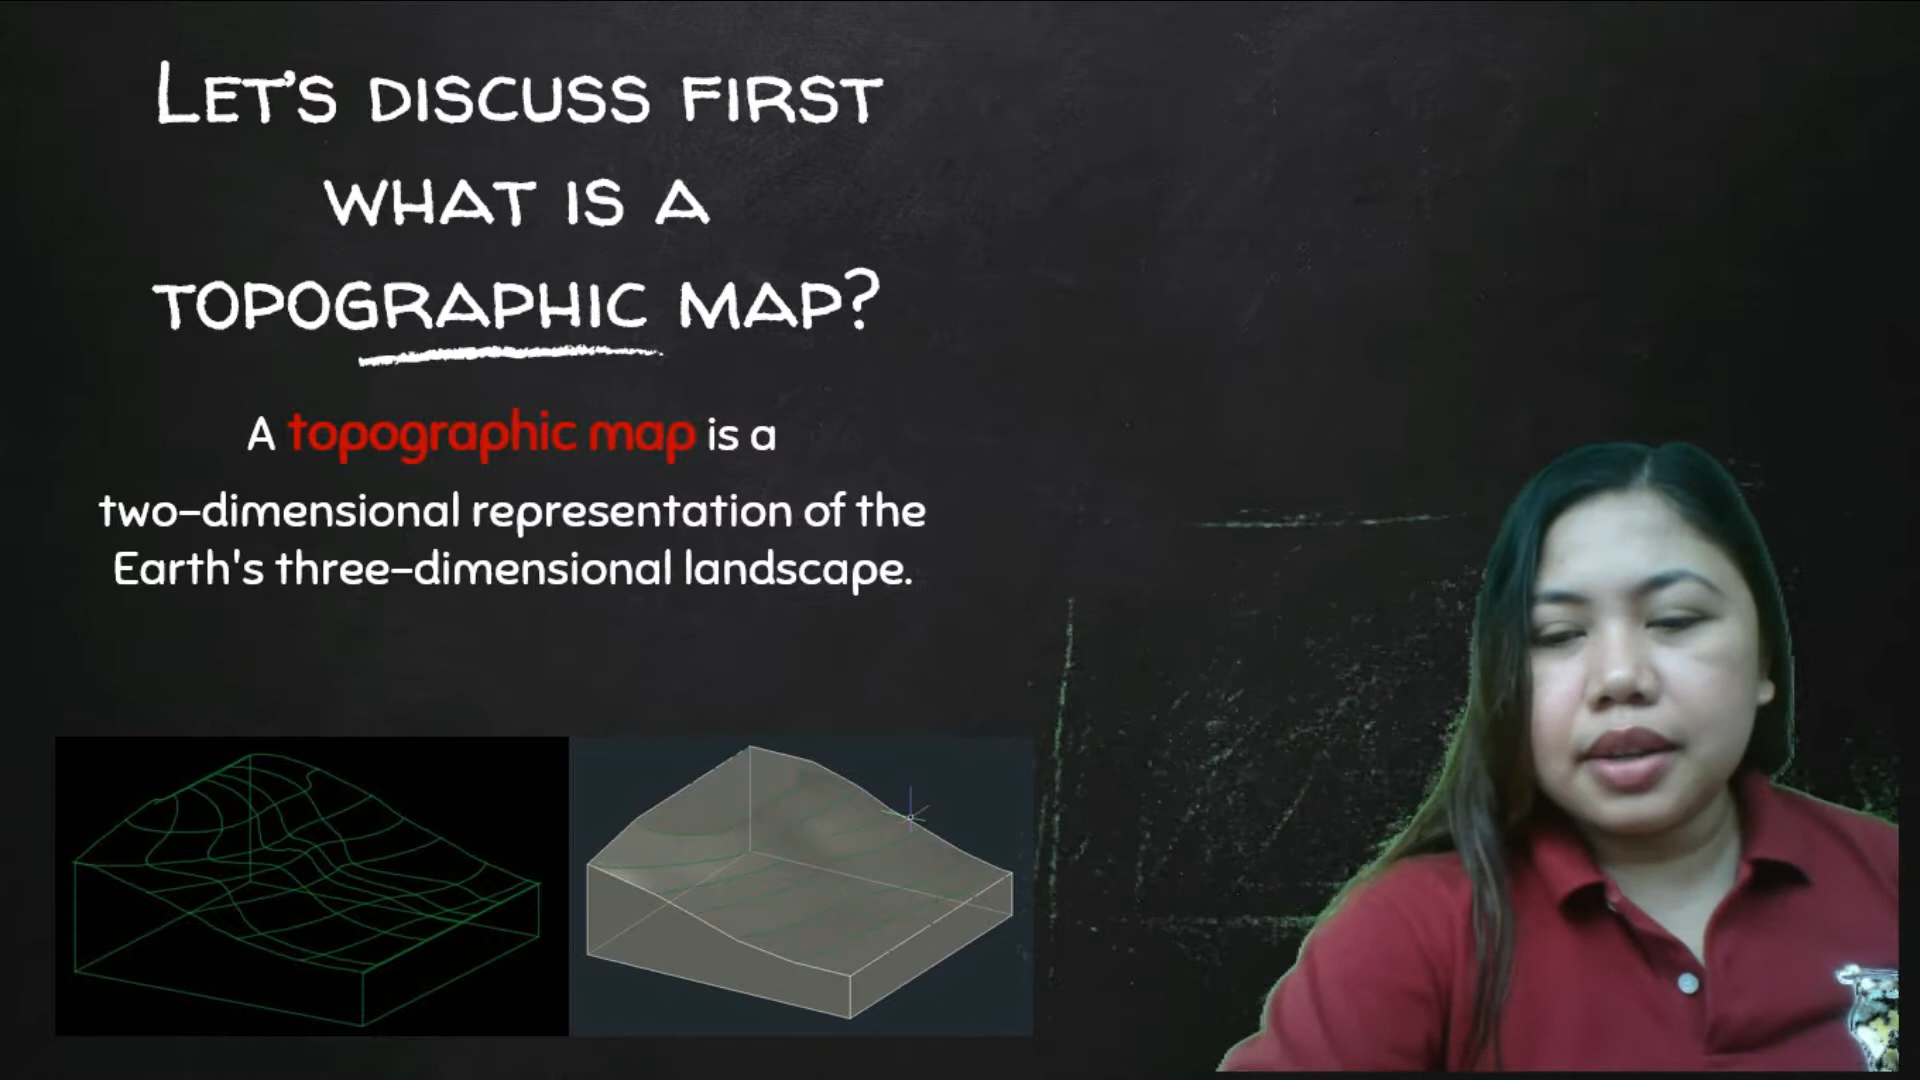 LET'S DISCUSS FIRST
WHAT IS A
TOPOGRAPHIC MAP?
A topographic map is a
two-dimensional representation of the
Earth's three-dimensional landscape.